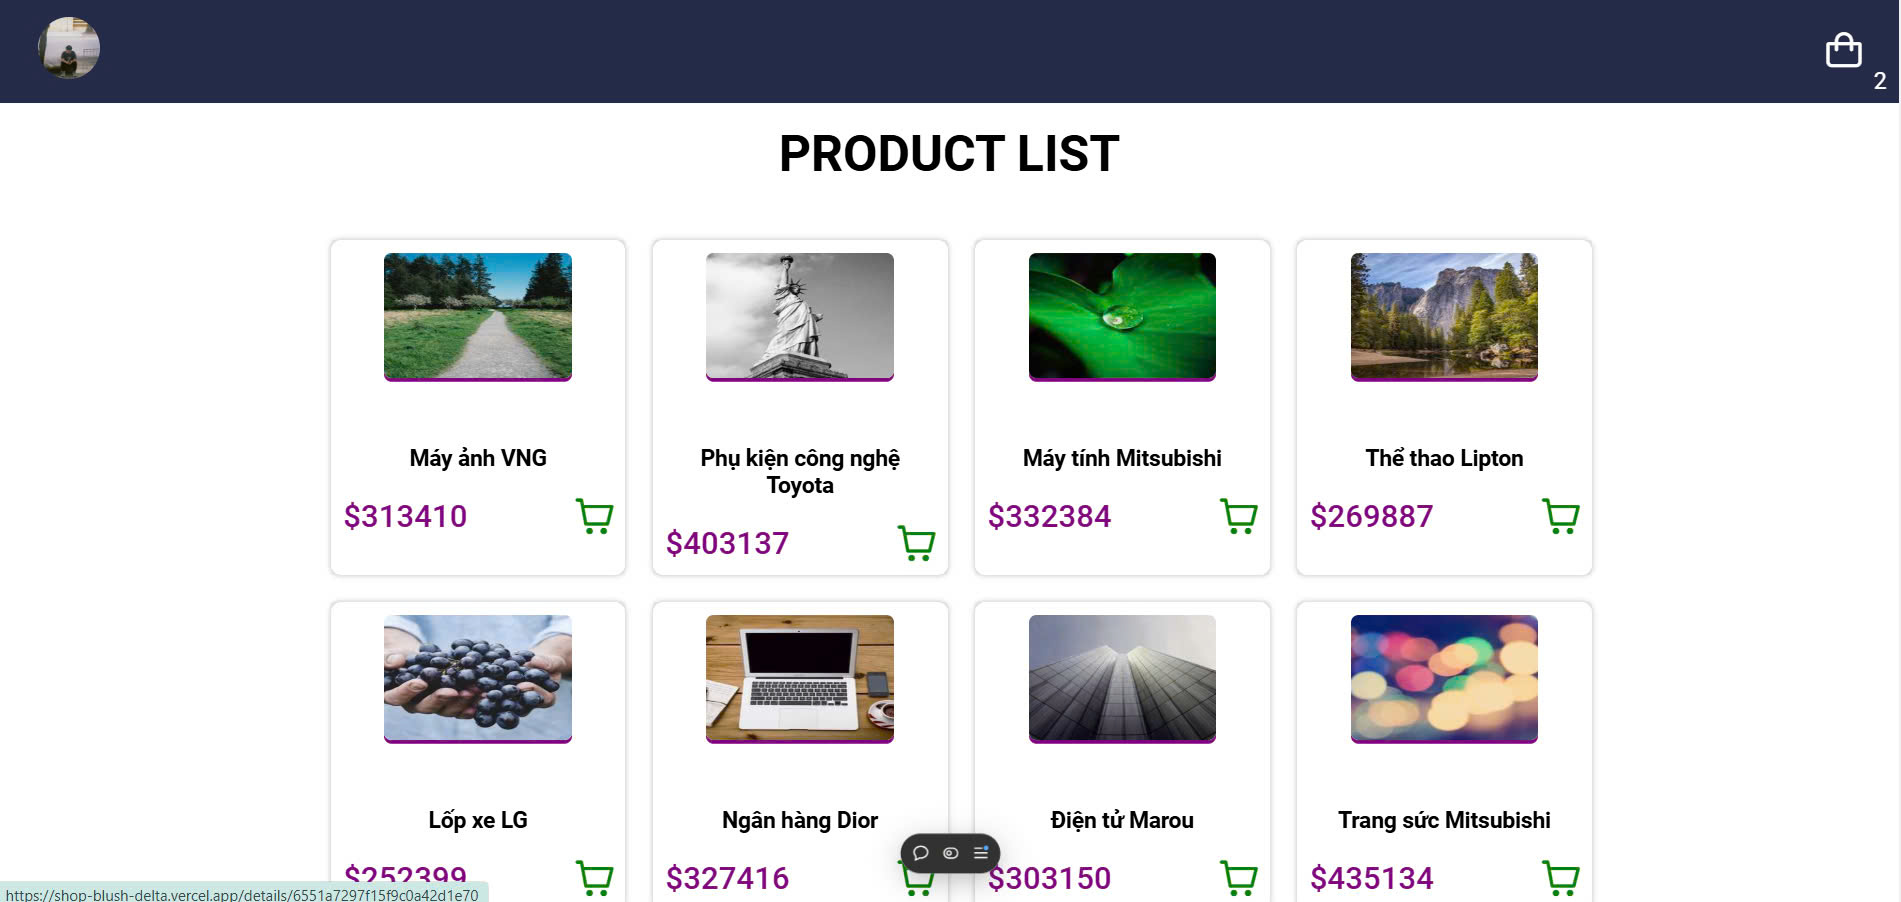 2
PRODUCT LIST
Máy ảnh VNG
$313410
Phụ kiện công nghệ
Toyota
$403137
Máy tính Mitsubishi
$332384
Thể thao Lipton
$269887
Lốp xe LG
$252399
Ngân hàng Dior
$327416
Điện tử Marou
$303150
Trang sức Mitsubishi
$435134
https://shop-blush-delta.vercel.app/details/6551a7297f15f9c0a42d1e70